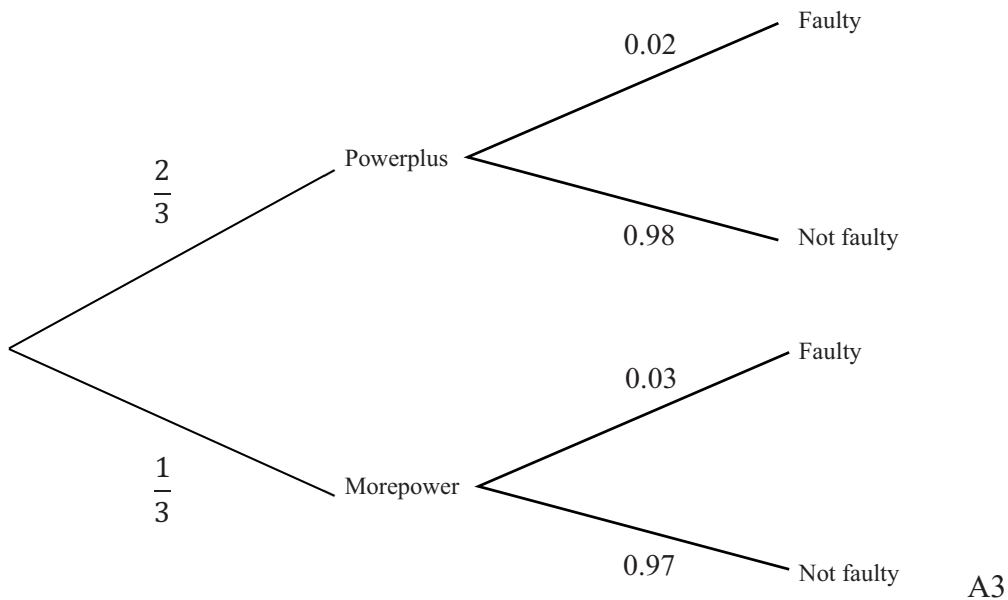 Faulty
0.02
Powerplus
2/3
0.98
Not faulty
Faulty
0.03
1/3
Morepower
0.97
Not faulty
A3